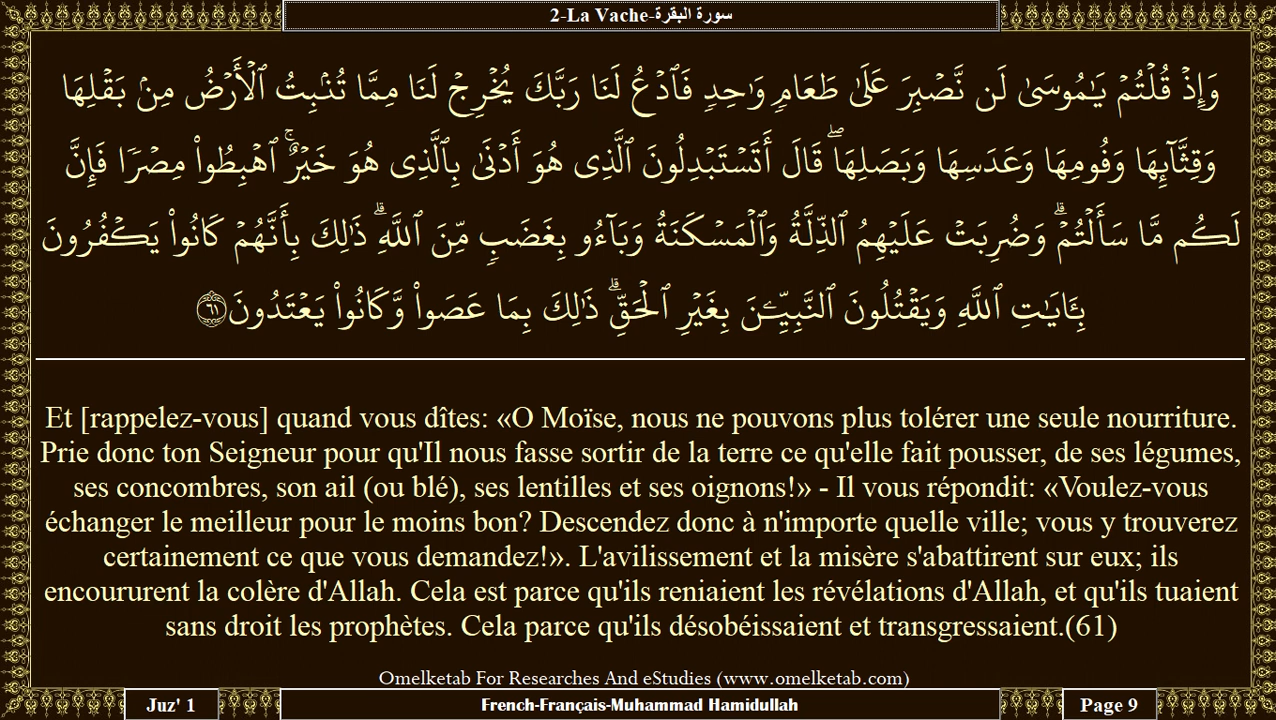 2-La Vache-سورة البقرة
وَإِذۡ قُلۡتُمۡ يَٰمُوسَىٰ لَن نَّصۡبِرَ عَلَىٰ طَعَامٖ وَٰحِدٖ فَٱدۡعُ لَنَا رَبَّكَ يُخۡرِجۡ لَنَا مِمَّا تُنۢبِتُ ٱلۡأَرۡضُ مِنۢ بَقۡلِهَا
وَقِثَّآئِهَا وَفُومِهَا وَعَدَسِهَا وَبَصَلِهَاۖ قَالَ أَتَسۡتَبۡدِلُونَ ٱلَّذِى هُوَ أَدۡنَىٰ بِٱلَّذِى هُوَ خَيۡرٌۚ ٱهۡبِطُواْ مِصۡرٗا فَإِنَّ
لَكُم مَّا سَأَلۡتُمۡۗ وَضُرِبَتۡ عَلَيۡهِمُ ٱلذِّلَّةُ وَٱلۡمَسۡكَنَةُ وَبَآءُو بِغَضَبٖ مِّنَ ٱللَّهِۗ ذَٰلِكَ بِأَنَّهُمۡ كَانُواْ يَكۡفُرُونَ
بِـَٔايَٰتِ ٱللَّهِ وَيَقۡتُلُونَ ٱلنَّبِيِّـۧنَ بِغَيۡرِ ٱلۡحَقِّۗ ذَٰلِكَ بِمَا عَصَواْ وَّكَانُواْ يَعۡتَدُونَ ٦١
Et [rappelez-vous] quand vous dîtes: «O Moïse, nous ne pouvons plus tolérer une seule nourriture.
Prie donc ton Seigneur pour qu'Il nous fasse sortir de la terre ce qu'elle fait pousser, de ses légumes,
ses concombres, son ail (ou blé), ses lentilles et ses oignons!» - Il vous répondit: «Voulez-vous
échanger le meilleur pour le moins bon? Descendez donc à n'importe quelle ville; vous y trouverez
certainement ce que vous demandez!». L'avilissement et la misère s'abattirent sur eux; ils
encoururent la colère d'Allah. Cela est parce qu'ils reniaient les révélations d'Allah, et qu'ils tuaient
sans droit les prophètes. Cela parce qu'ils désobéissaient et transgressaient.(61)
Omelketab For Researches And eStudies (www.omelketab.com)
Juz' 1
French-Français-Muhammad Hamidullah
Page 9